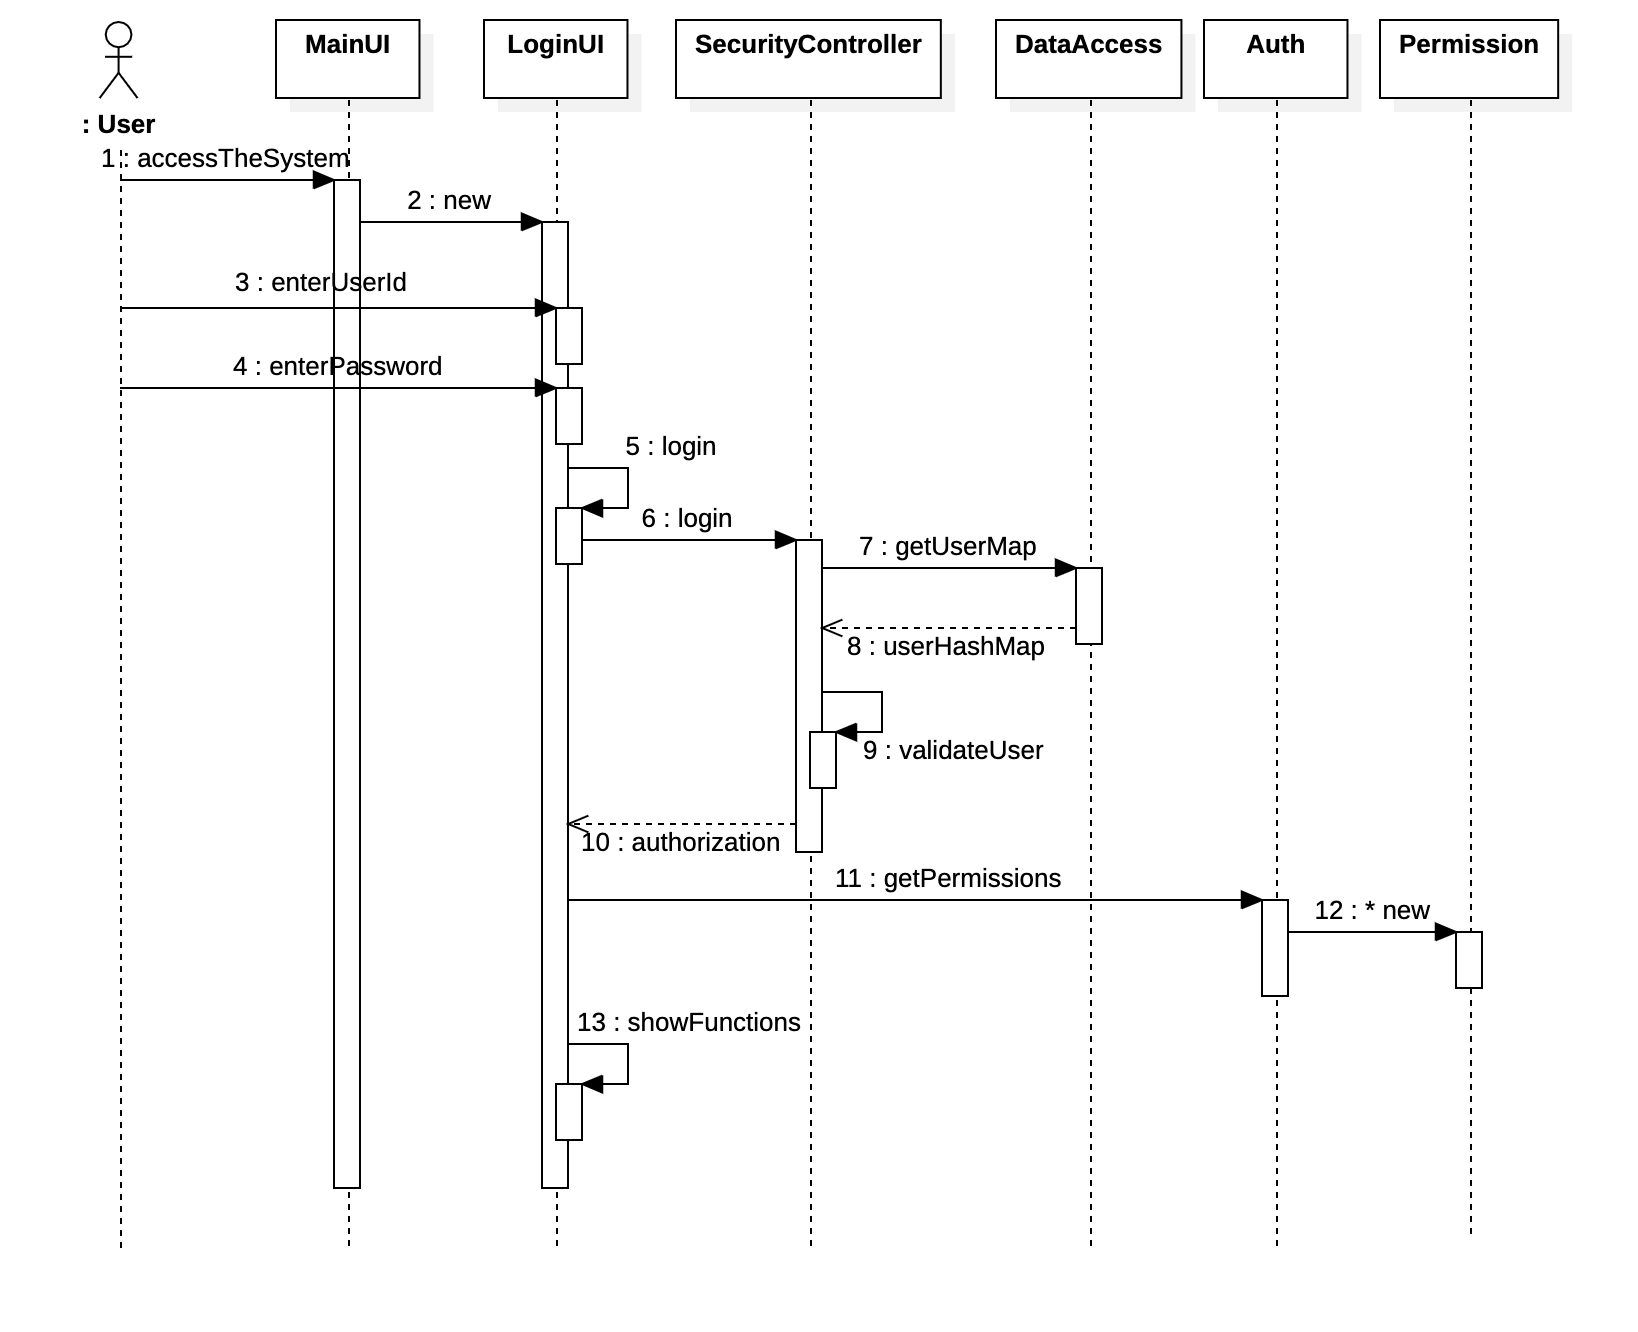 MainUI
LoginUI
SecurityController
DataAccess
Auth
Permission
: User
1 : accessTheSystem
2 : new
3 : enterUserId
4 : enterPassword
5 : login
6 : login
7 : getUserMap
8 : userHashMap
9 : validateUser
10 : authorization
11 : getPermissions
12 : * new
13 : showFunctions